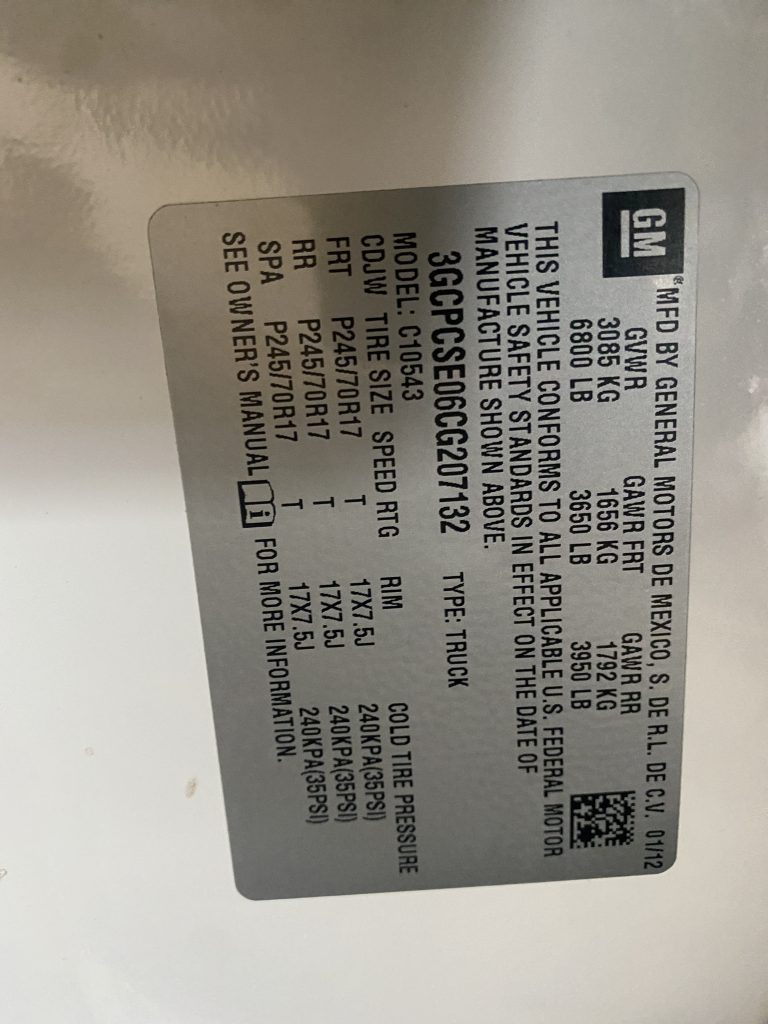 GM
® MFD BY GENERAL MOTORS DE MEXICO, S. DE R.L. DE C.V. 01/12
GVWR GAWR FRT GAWR RR
3085 KG 1656 KG 1792 KG
6800 LB 3650 LB 3950 LB
THIS VEHICLE CONFORMS TO ALL APPLICABLE U.S. FEDERAL MOTOR
VEHICLE SAFETY STANDARDS IN EFFECT ON THE DATE OF
MANUFACTURE SHOWN ABOVE.
3GCPCSE06CG207132 TYPE: TRUCK
MODEL: C10543
CDJW TIRE SIZE SPEED RTG RIM COLD TIRE PRESSURE
FRT P245/70R17 T 17X7.5J 240KPA(35PSI)
RR P245/70R17 T 17X7.5J 240KPA(35PSI)
SPA P245/70R17 T 17X7.5J 240KPA(35PSI)
SEE OWNER'S MANUAL i FOR MORE INFORMATION.